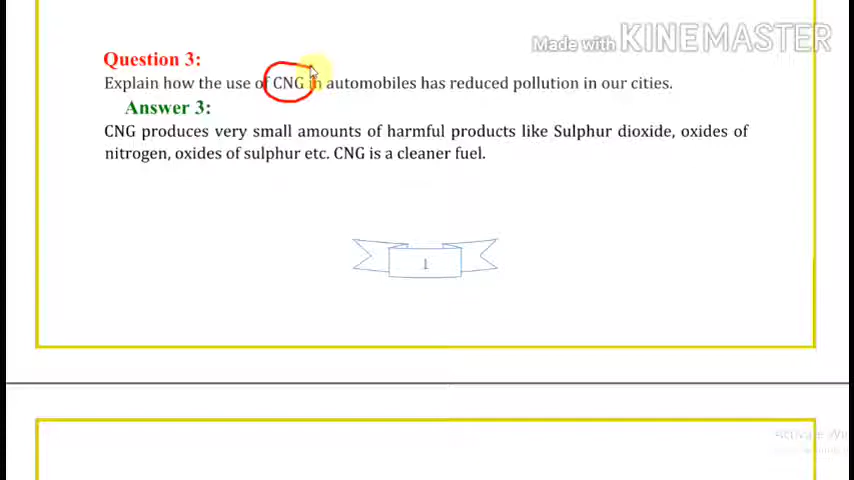 Made with KINEMASTER
Question 3:
Explain how the use of CNG in automobiles has reduced pollution in our cities.
Answer 3:
CNG produces very small amounts of harmful products like Sulphur dioxide, oxides of
nitrogen, oxides of sulphur etc. CNG is a cleaner fuel.
1
Activate Wi